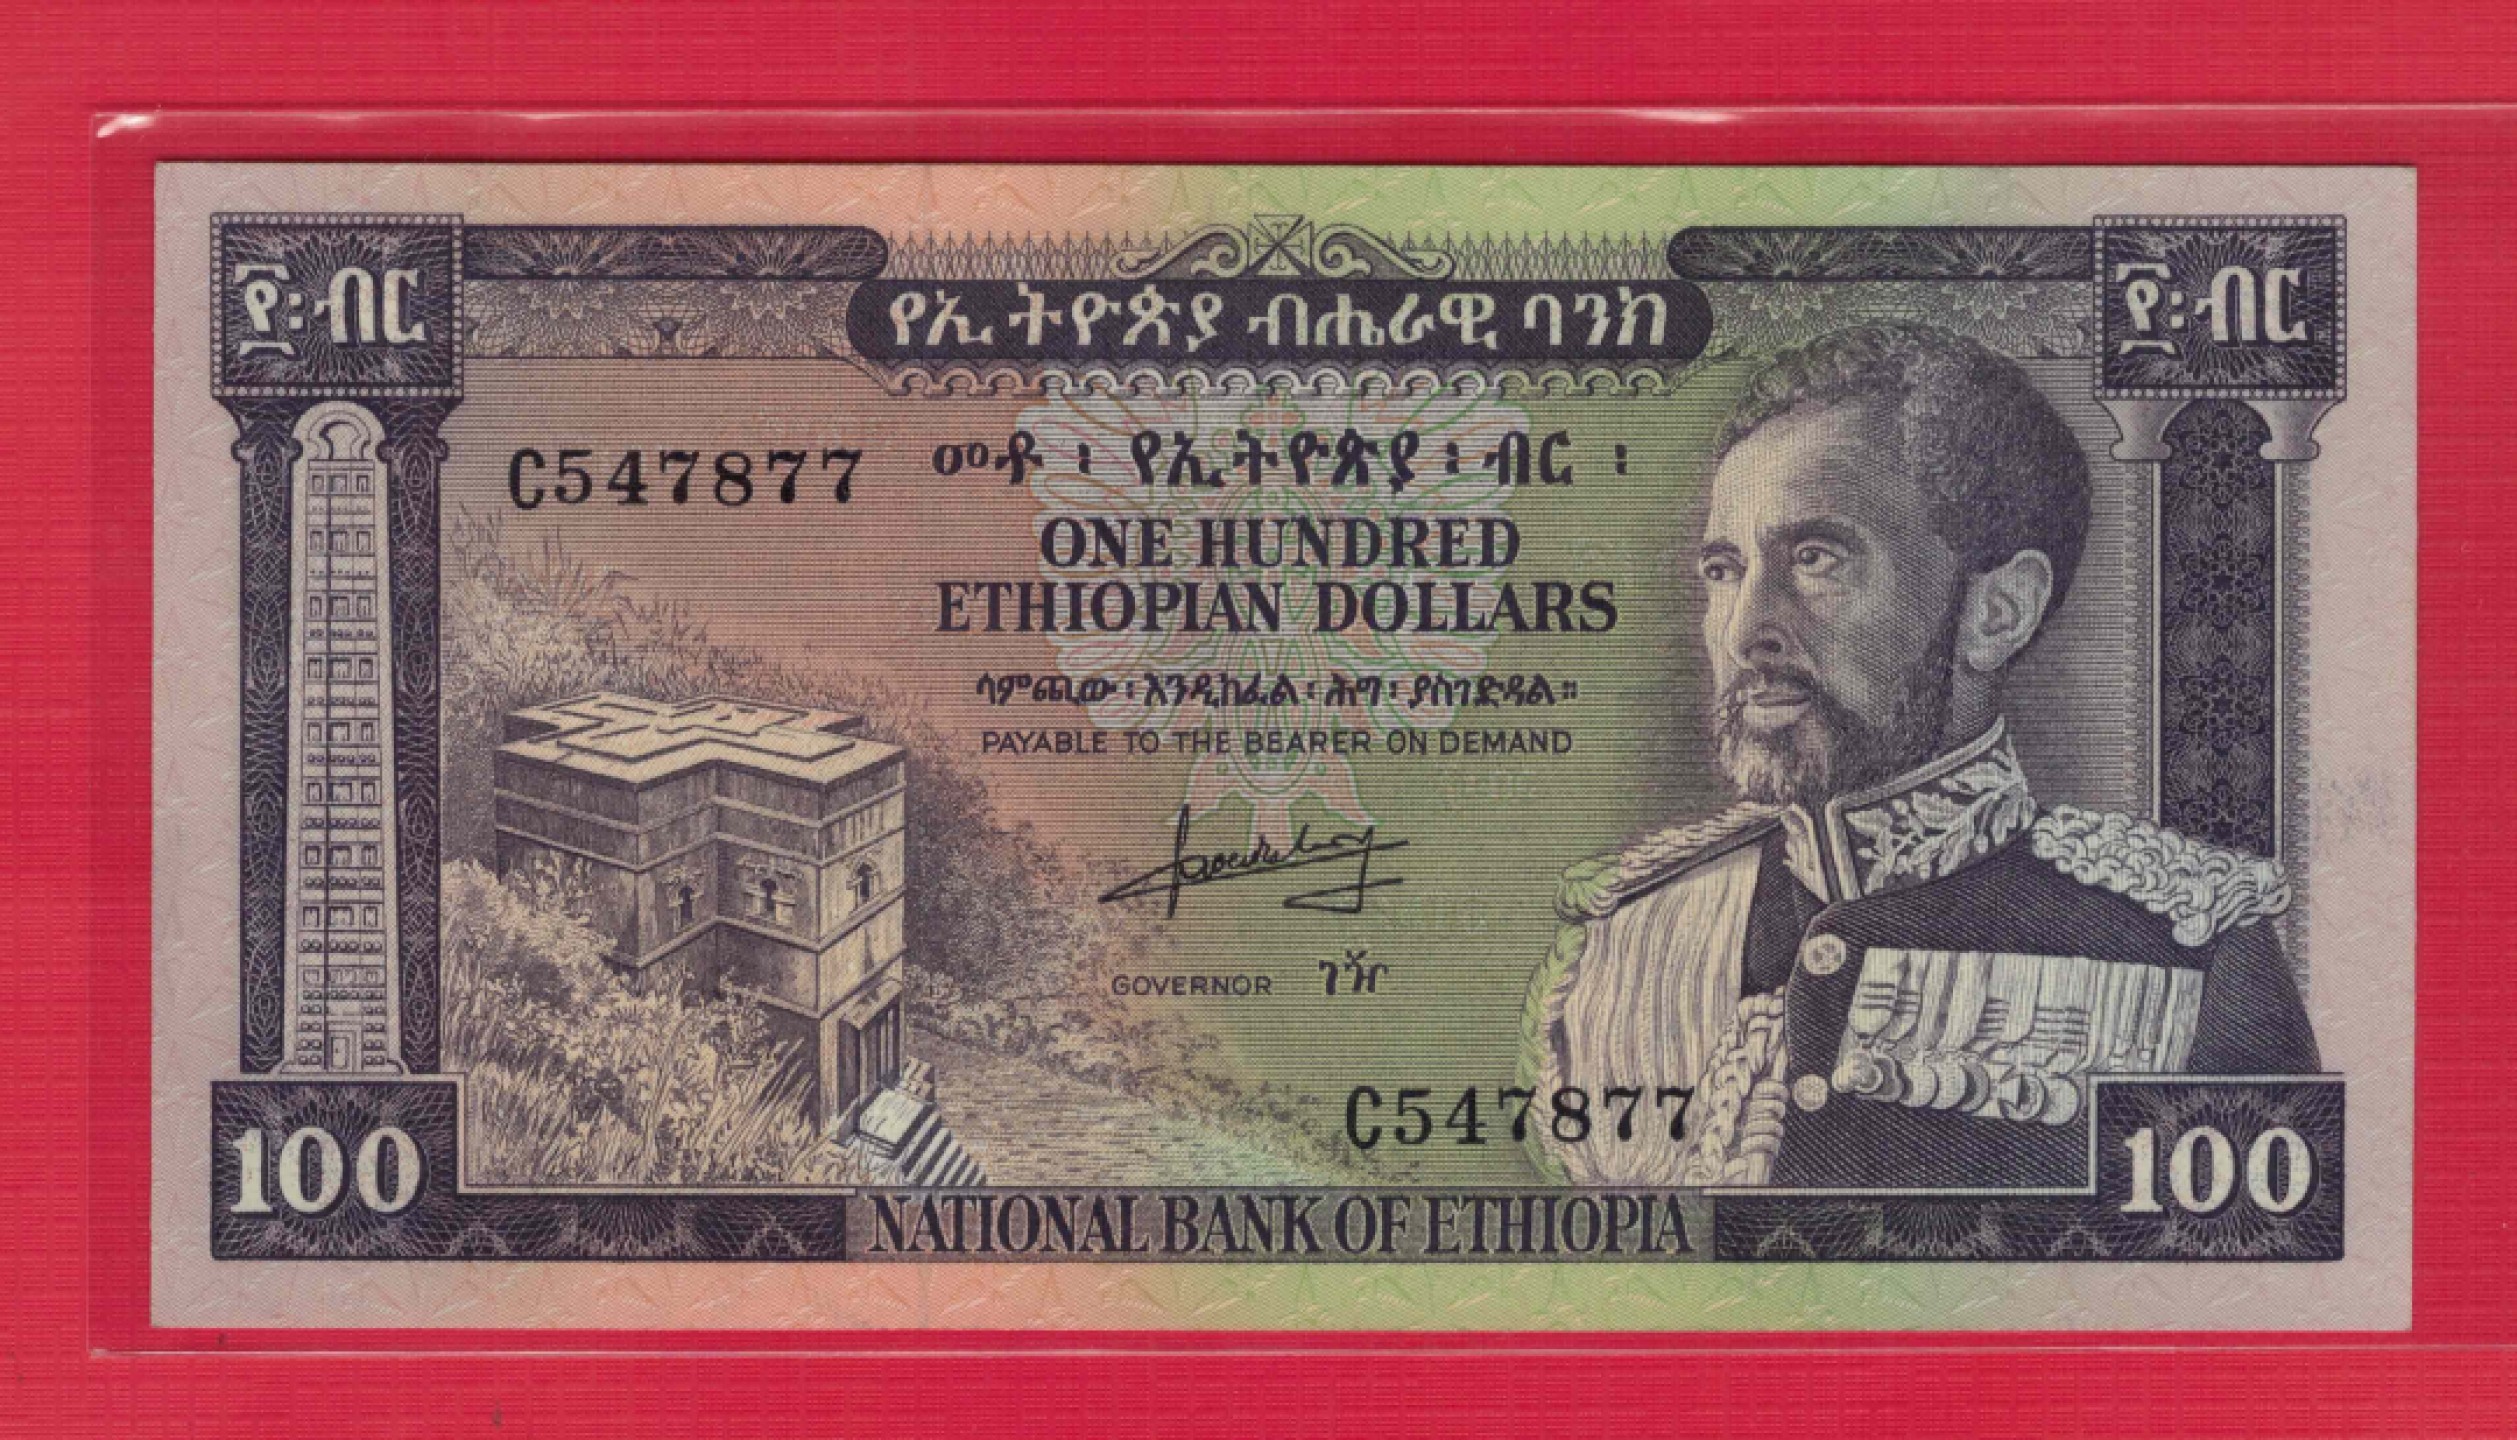 ፻፡ብር
የኢትዮጵያ ብሔራዊ ባንክ
፻፡ብር
C547877
መቶ ፡ የኢትዮጵያ ፡ ብር ፡
ONE HUNDRED
ETHIOPIAN DOLLARS
ላምጪው ፡ እንዲከፈል ፡ ሕግ ፡ ያስገድዳል ።
PAYABLE TO THE BEARER ON DEMAND
GOVERNOR ገዥ
C547877
100
NATIONAL BANK OF ETHIOPIA
100